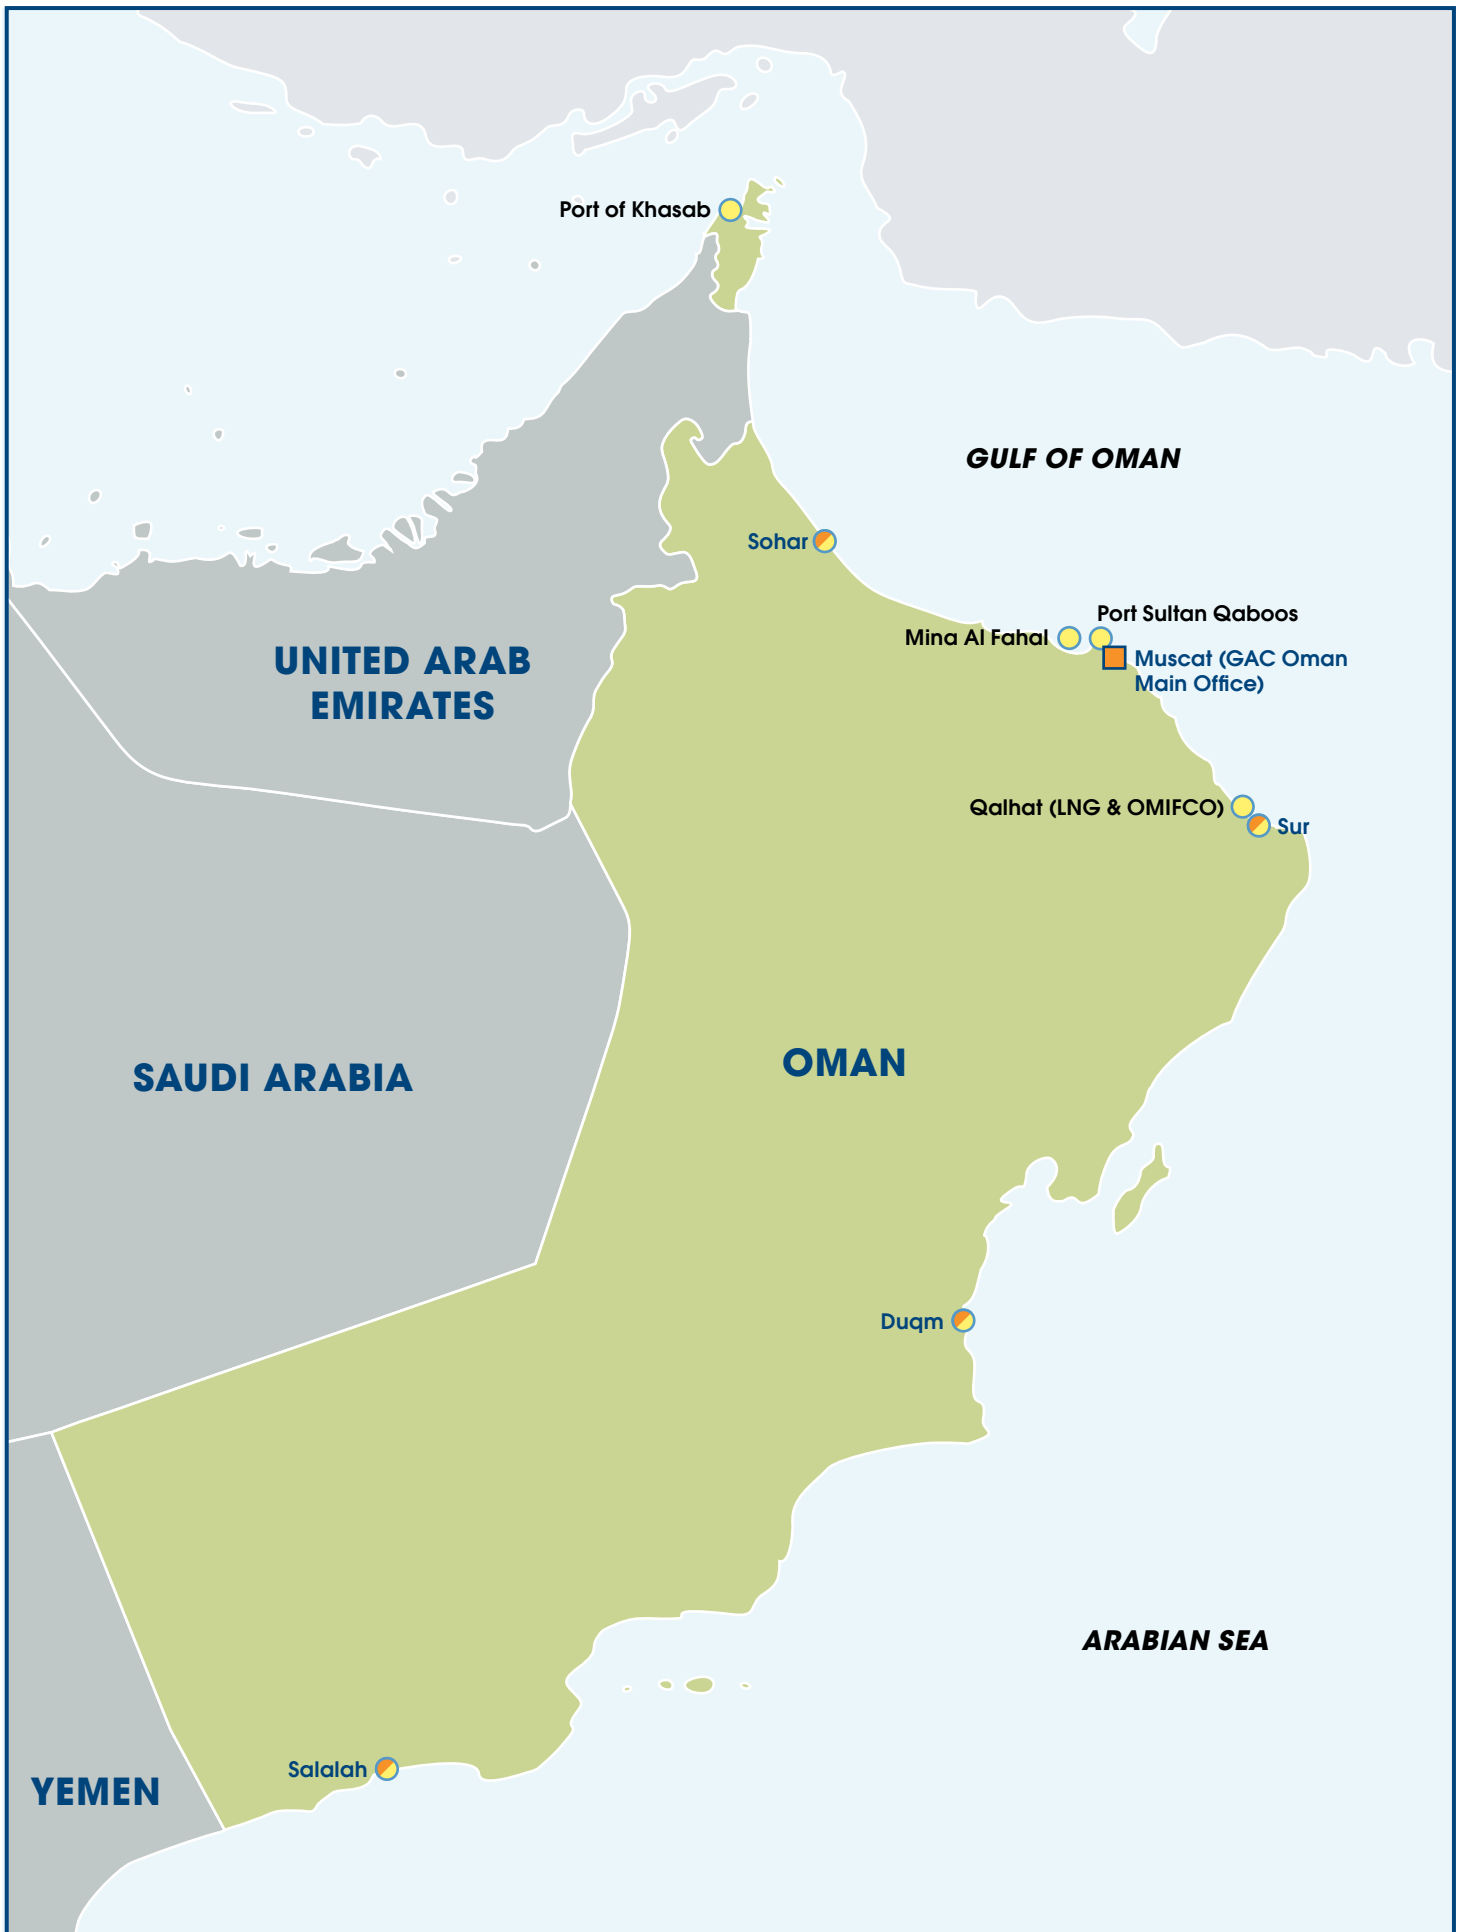 Port of Khasab
GULF OF OMAN
Sohar
Port Sultan Qaboos
Mina Al Fahal
Muscat (GAC Oman
Main Office)
UNITED ARAB
EMIRATES
Qalhat (LNG & OMIFCO)
Sur
OMAN
SAUDI ARABIA
Duqm
ARABIAN SEA
Salalah
YEMEN